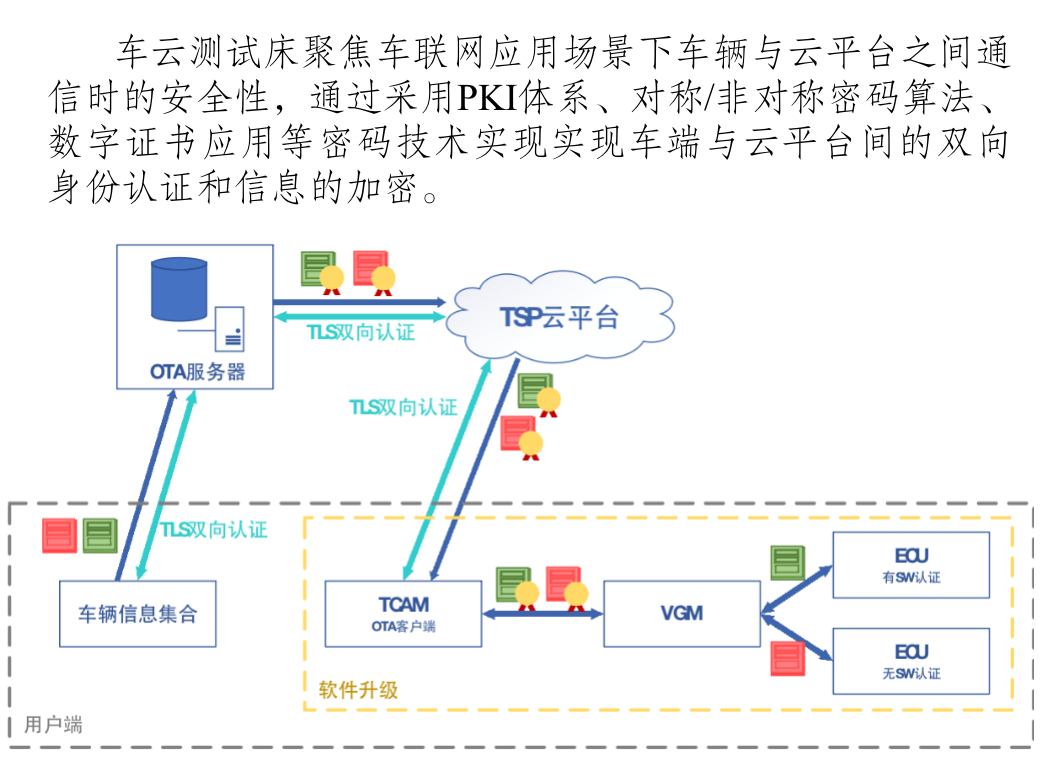 车云测试床聚焦车联网应用场景下车辆与云平台之间通
信时的安全性，通过采用PKI体系、对称/非对称密码算法、
数字证书应用等密码技术实现实现车端与云平台间的双向
身份认证和信息的加密。
TLS双向认证
TSP云平台
OTA服务器
TLS双向认证
TLS双向认证
车辆信息集合
TCAM
OTA客户端
VGM
ECU
有SW认证
ECU
无SW认证
软件升级
用户端